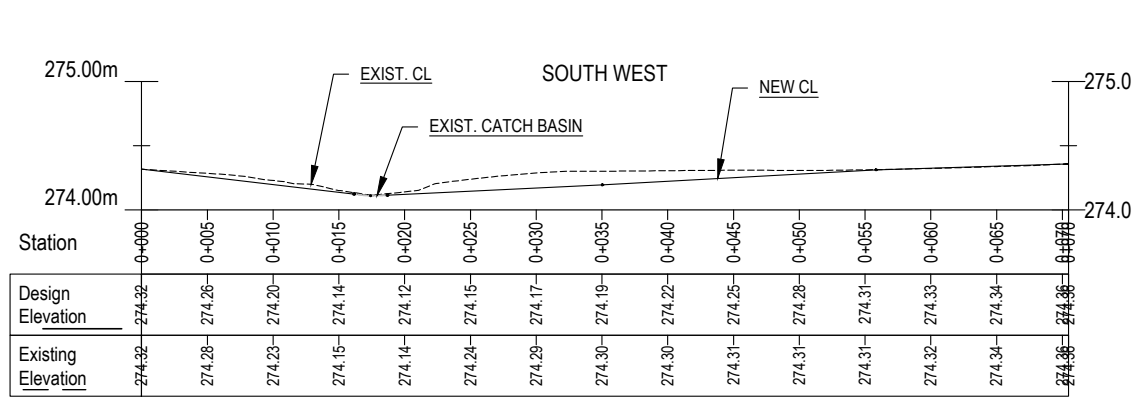 275.00m
EXIST. CL
SOUTH WEST
NEW CL
275.0
EXIST. CATCH BASIN
274.00m
274.0
Station
0+000 0+005 0+010 0+015 0+020 0+025 0+030 0+035 0+040 0+045 0+050 0+055 0+060 0+065 0+070
Design
Elevation
274.32 274.26 274.20 274.14 274.12 274.15 274.17 274.19 274.22 274.25 274.28 274.31 274.33 274.34 274.36
Existing
Elevation
274.32 274.28 274.23 274.15 274.14 274.24 274.29 274.30 274.30 274.31 274.31 274.31 274.32 274.34 274.36